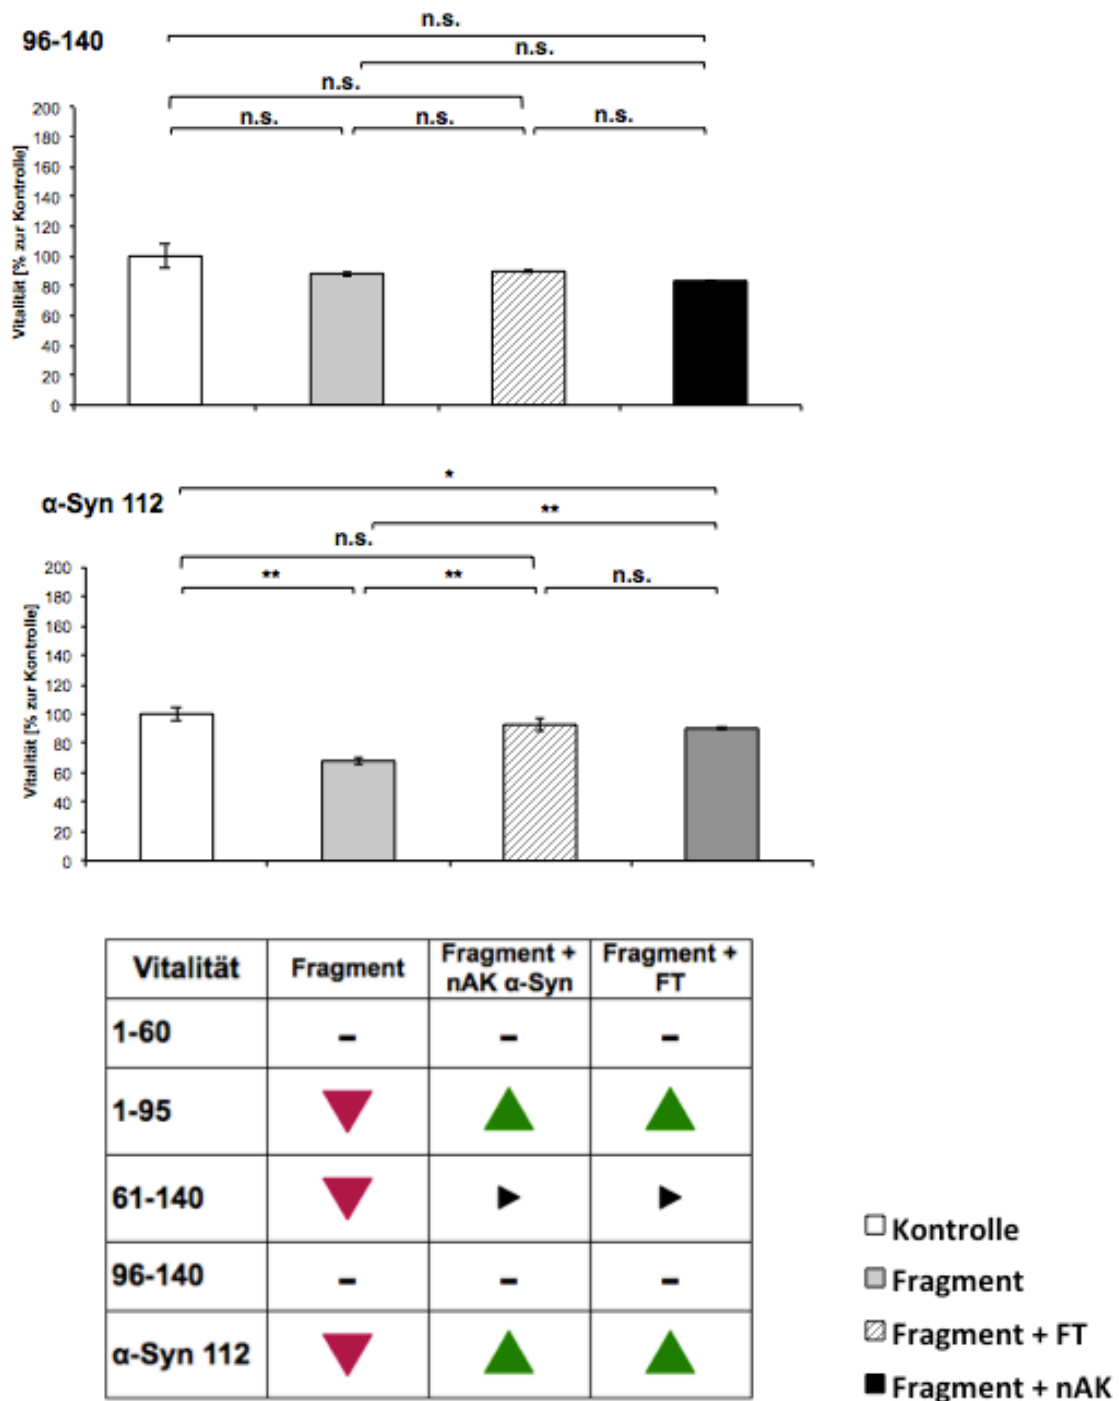 n.s.
96-140
n.s.
n.s.
n.s. n.s. n.s.
Vitalität [% zur Kontrolle]
200
180
160
140
120
100
80
60
40
20
0
*
α-Syn 112
**
n.s.
** ** n.s.
Vitalität [% zur Kontrolle]
200
180
160
140
120
100
80
60
40
20
0
Vitalität Fragment Fragment + nAK α-Syn Fragment + FT
1-60 – – –
1-95
61-140
96-140 – – –
α-Syn 112
Kontrolle
Fragment
Fragment + FT
Fragment + nAK